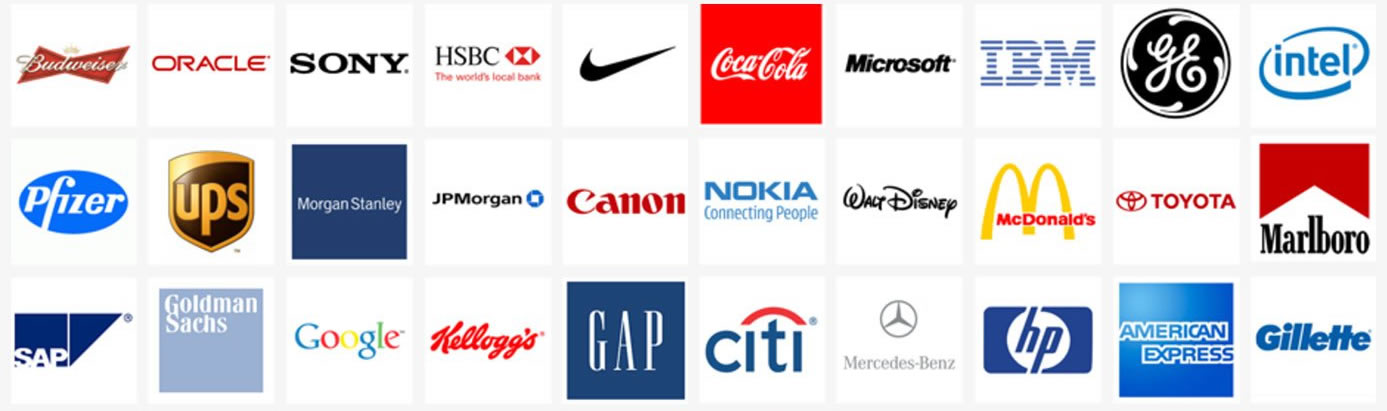 Budweiser
ORACLE®
SONY®
HSBC
The world's local bank
Coca-Cola
Microsoft®
IBM
GE
intel®
Pfizer
ups
™
Morgan Stanley
JPMorgan
Canon
NOKIA
Connecting People
WALT DISNEY
McDonald's
TOYOTA
Marlboro
SAP®
Goldman
Sachs
Google™
Kellogg's®
GAP
citi®
Mercedes-Benz
hp
AMERICAN
EXPRESS
Gillette®